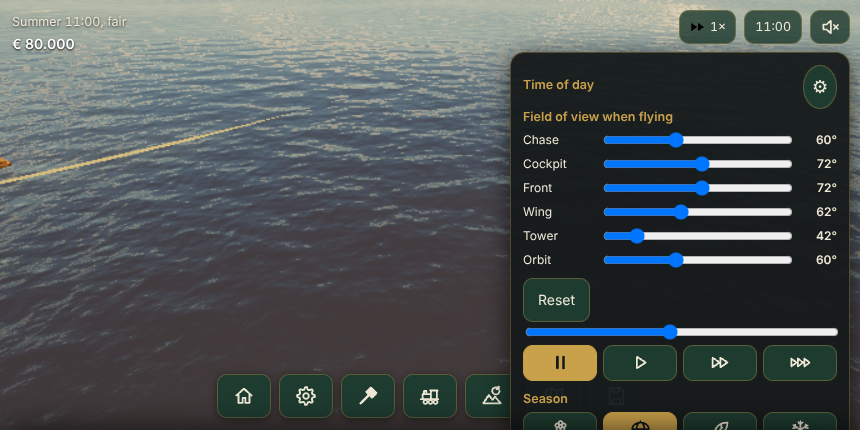 Summer 11:00, fair
€ 80.000
1×
11:00
Time of day
Field of view when flying
Chase 60°
Cockpit 72°
Front 72°
Wing 62°
Tower 42°
Orbit 60°
Reset
Season